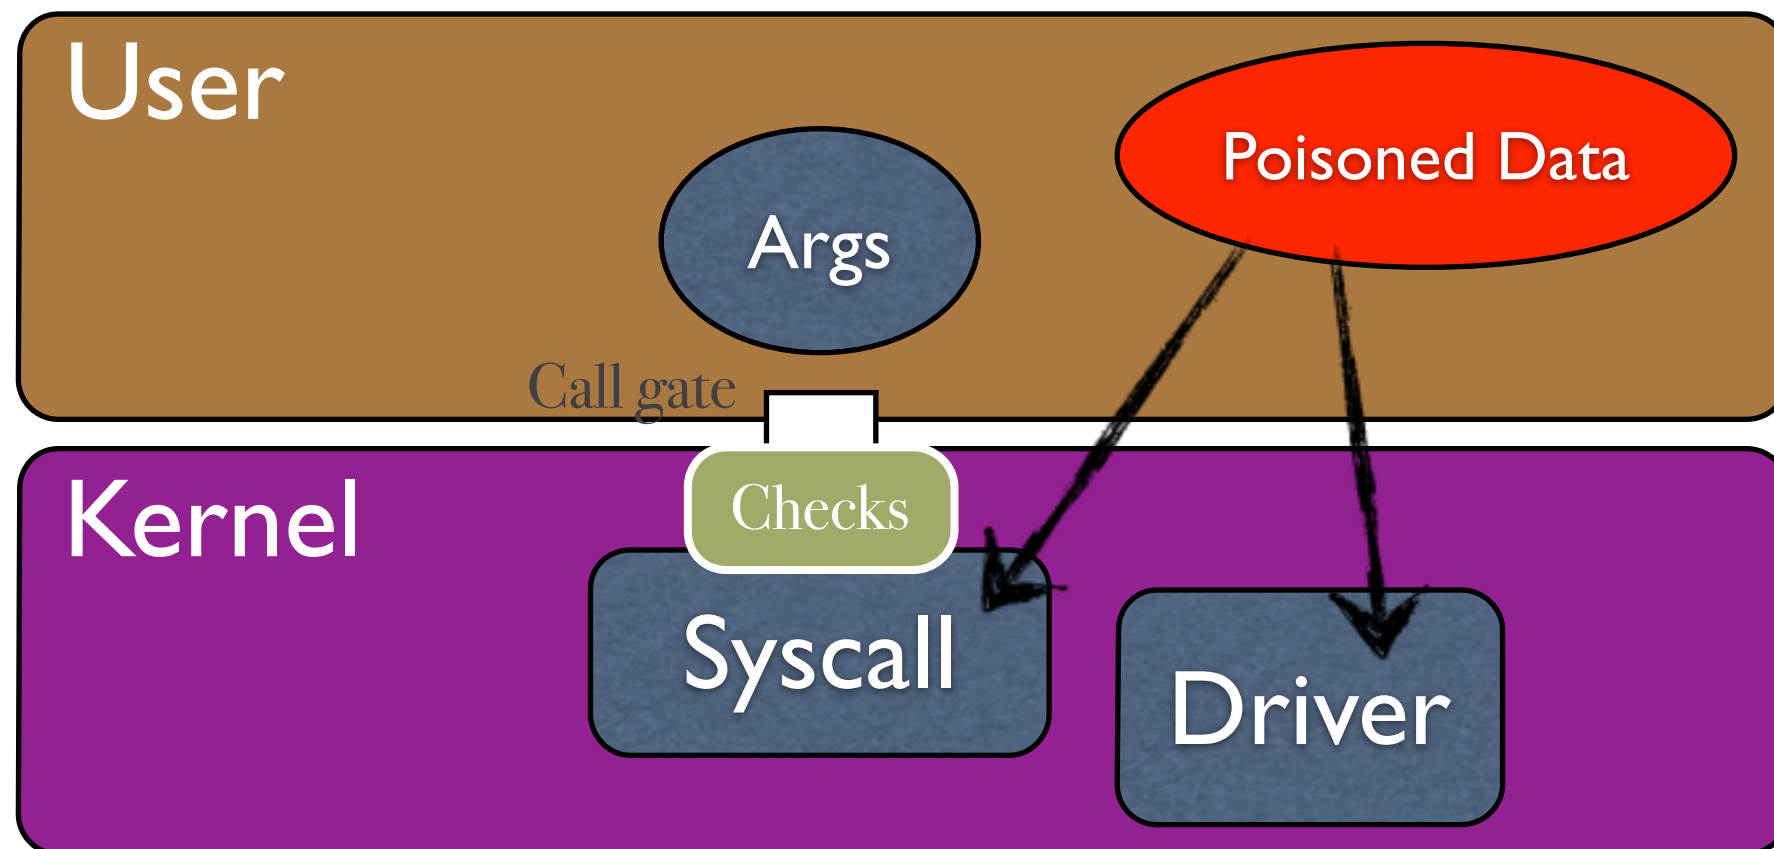 User
Poisoned Data
Args
Call gate
Kernel
Checks
Syscall
Driver